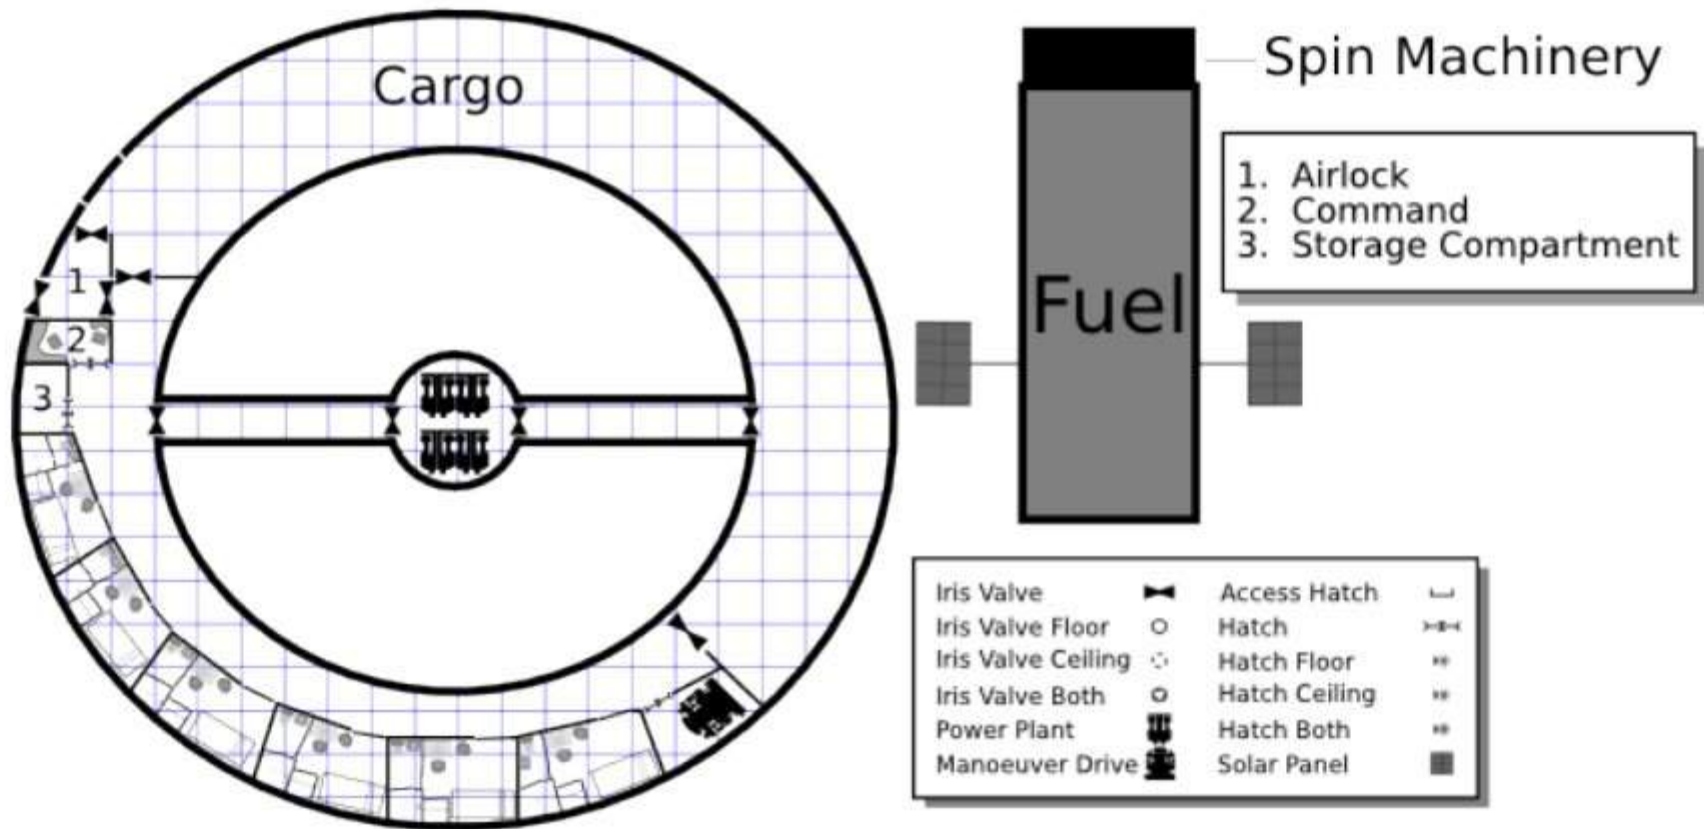 Cargo
1
2
3
Spin Machinery
1. Airlock
2. Command
3. Storage Compartment
Fuel
Iris Valve
Iris Valve Floor
Iris Valve Ceiling
Iris Valve Both
Power Plant
Manoeuver Drive
Access Hatch
Hatch
Hatch Floor
Hatch Ceiling
Hatch Both
Solar Panel